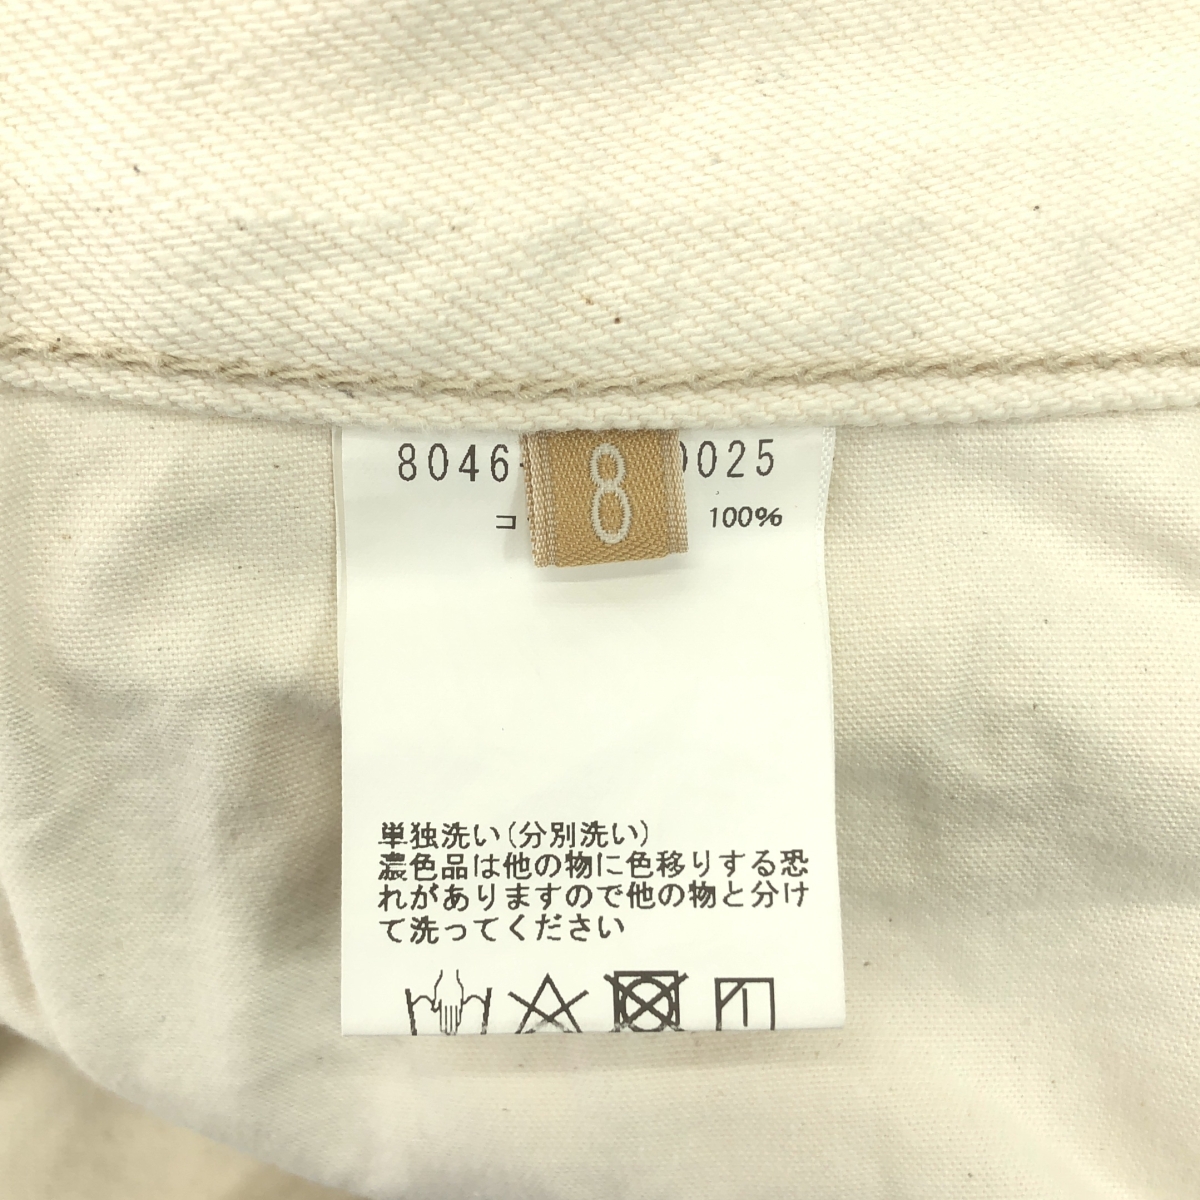 8046- 8 0025
コ 100%
単独洗い(分別洗い)
濃色品は他の物に色移りする恐
れがありますので他の物と分け
て洗ってください